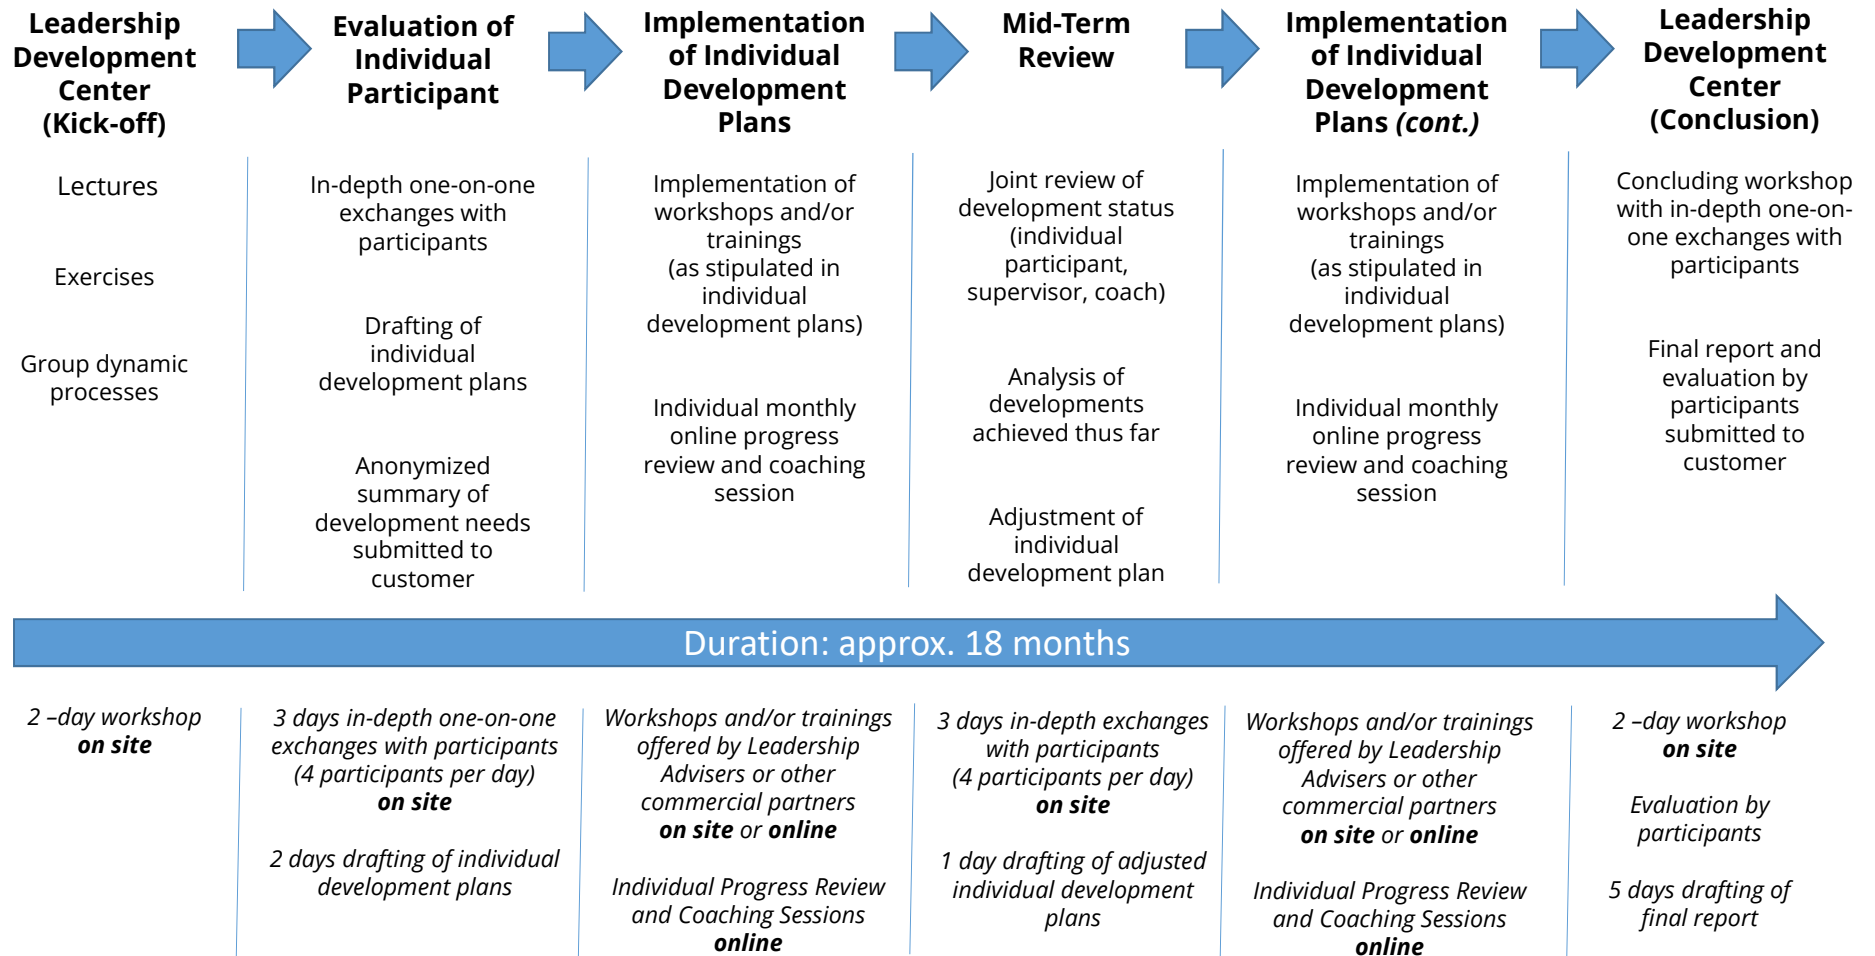 Leadership
Development
Center
(Kick-off)
Evaluation of
Individual
Participant
Implementation
of Individual
Development
Plans
Mid-Term
Review
Implementation
of Individual
Development
Plans (cont.)
Leadership
Development
Center
(Conclusion)
Lectures
Exercises
Group dynamic
processes
In-depth one-on-one
exchanges with
participants
Drafting of
individual
development plans
Anonymized
summary of
development needs
submitted to
customer
Implementation of
workshops and/or
trainings
(as stipulated in
individual
development plans)
Individual monthly
online progress
review and coaching
session
Joint review of
development status
(individual
participant,
supervisor, coach)
Analysis of
developments
achieved thus far
Adjustment of
individual
development plan
Implementation of
workshops and/or
trainings
(as stipulated in
individual
development plans)
Individual monthly
online progress
review and coaching
session
Concluding workshop
with in-depth one-on-
one exchanges with
participants
Final report and
evaluation by
participants
submitted to
customer
Duration: approx. 18 months
2 –day workshop
on site
3 days in-depth one-on-one
exchanges with participants
(4 participants per day)
on site
2 days drafting of individual
development plans
Workshops and/or trainings
offered by Leadership
Advisers or other
commercial partners
on site or online
Individual Progress Review
and Coaching Sessions
online
3 days in-depth exchanges
with participants
(4 participants per day)
on site
1 day drafting of adjusted
individual development
plans
Workshops and/or trainings
offered by Leadership
Advisers or other
commercial partners
on site or online
Individual Progress Review
and Coaching Sessions
online
2 –day workshop
on site
Evaluation by
participants
5 days drafting of
final report